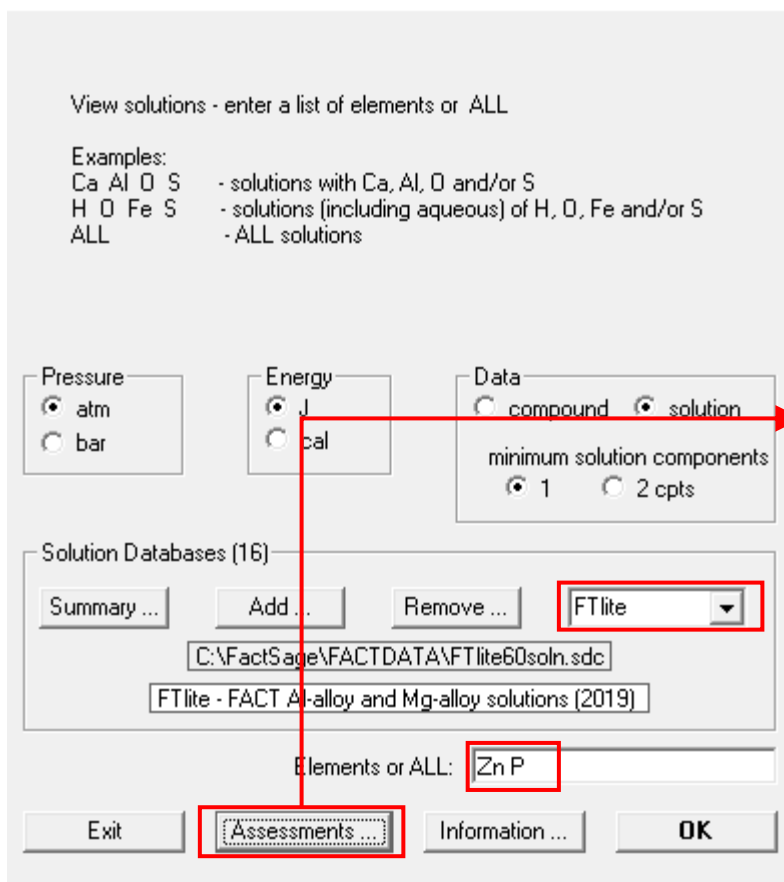 View solutions - enter a list of elements or ALL
Examples:
Ca Al O S - solutions with Ca, Al, O and/or S
H O Fe S - solutions (including aqueous) of H, O, Fe and/or S
ALL - ALL solutions
Pressure Energy Data
atm J compound solution
bar cal
minimum solution components
1 2 cpts
Solution Databases (16)
Summary ... Add ... Remove ... FTlite
C:\FactSage\FACTDATA\FTlite60soln.sdc
FTlite - FACT Al-alloy and Mg-alloy solutions (2019)
Elements or ALL: Zn P
Exit Assessments ... Information ... OK